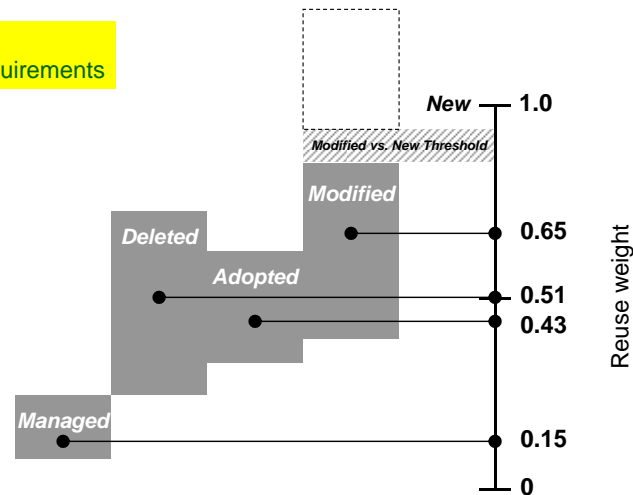 uirements
New
1.0
Modified vs. New Threshold
Modified
0.65
Deleted
Adopted
0.51
0.43
Reuse weight
Managed
0.15
0